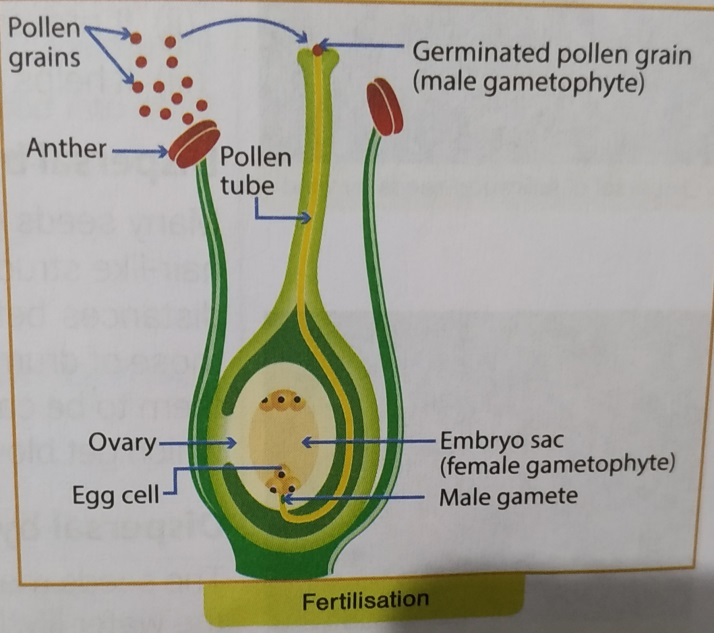 Pollen
grains
Germinated pollen grain
(male gametophyte)
Anther
Pollen
tube
Ovary
Embryo sac
(female gametophyte)
Egg cell
Male gamete
Fertilisation